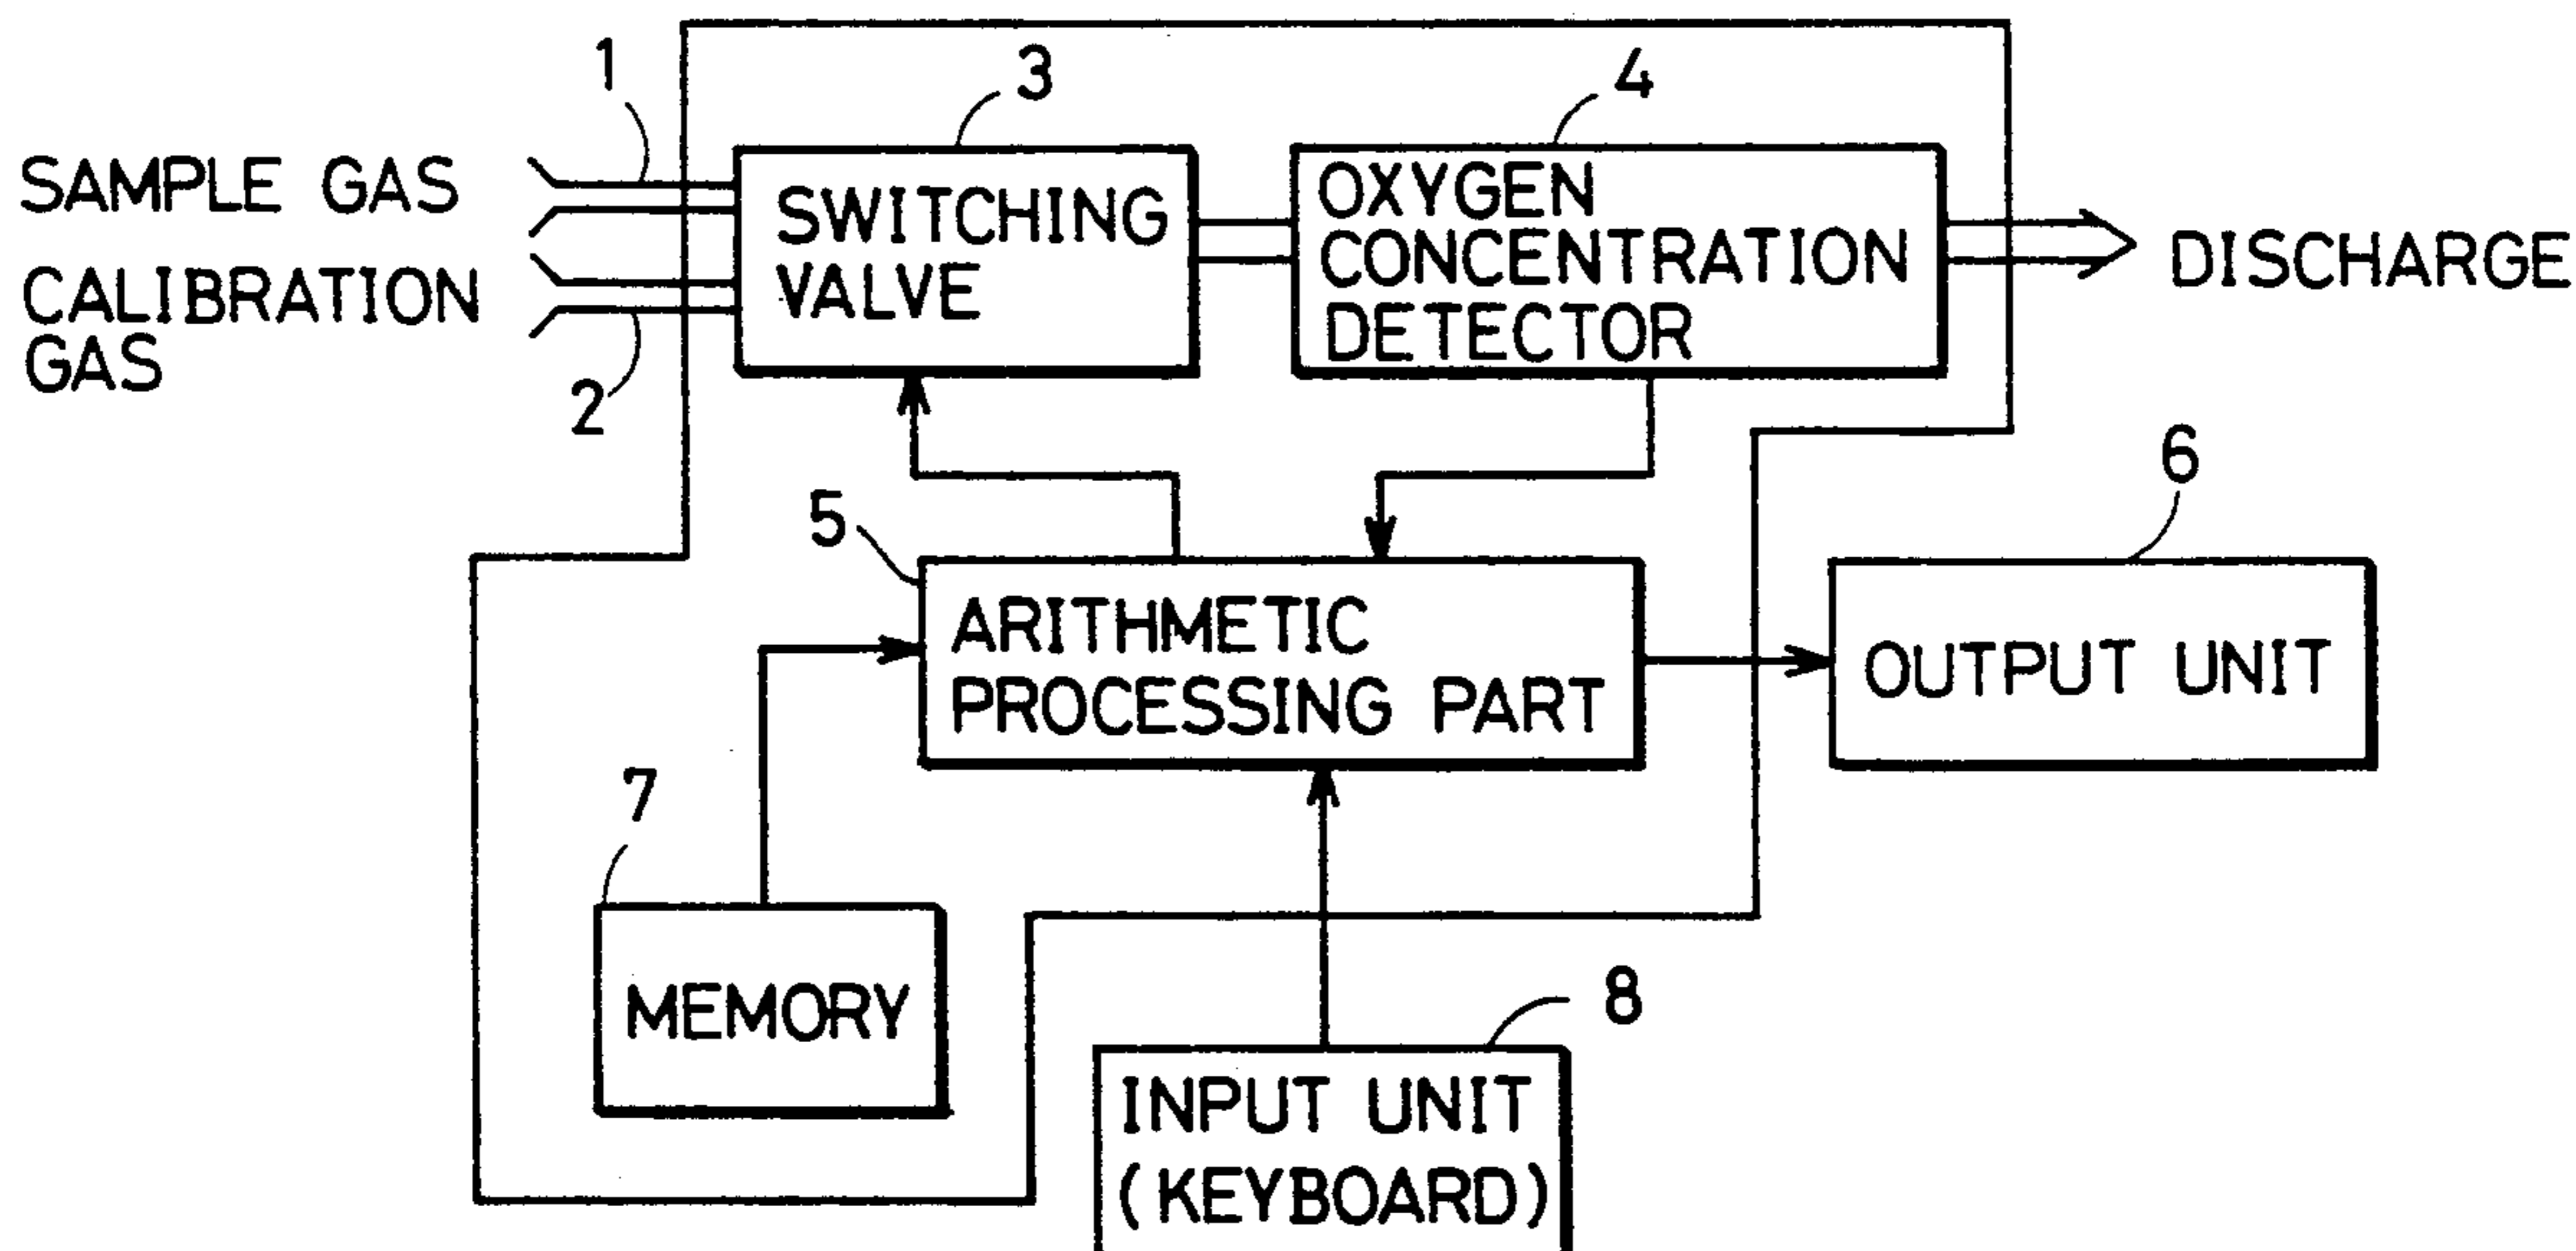 1
3
4
SAMPLE GAS
CALIBRATION
GAS
2
SWITCHING
VALVE
OXYGEN
CONCENTRATION
DETECTOR
DISCHARGE
5
6
ARITHMETIC
PROCESSING PART
OUTPUT UNIT
7
MEMORY
8
INPUT UNIT
(KEYBOARD)